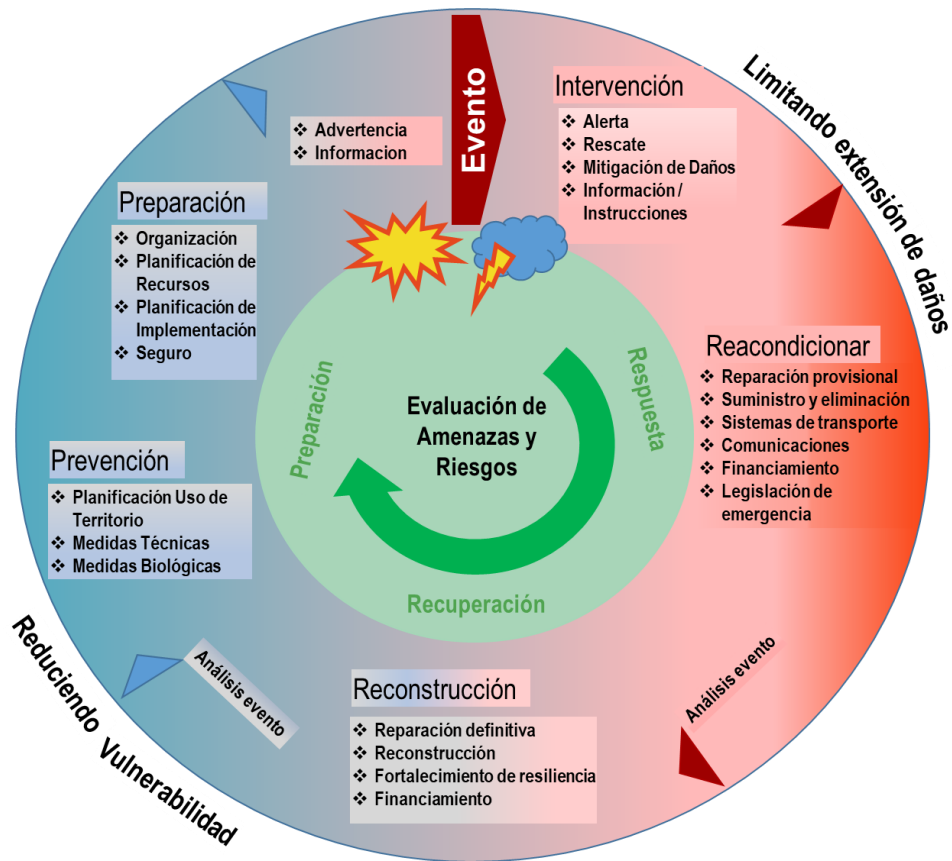 Evento
Limitando extensión de daños
Intervención
❖ Alerta
❖ Rescate
❖ Mitigación de Daños
❖ Información /
Instrucciones
❖ Advertencia
❖ Informacion
Preparación
❖ Organización
❖ Planificación de
Recursos
❖ Planificación de
Implementación
❖ Seguro
Reacondicionar
❖ Reparación provisional
❖ Suministro y eliminación
❖ Sistemas de transporte
❖ Comunicaciones
❖ Financiamiento
❖ Legislación de
emergencia
Preparación
Respuesta
Recuperación
Evaluación de
Amenazas y
Riesgos
Prevención
❖ Planificación Uso de
Territorio
❖ Medidas Técnicas
❖ Medidas Biológicas
Análisis evento
Reconstrucción
❖ Reparación definitiva
❖ Reconstrucción
❖ Fortalecimiento de resiliencia
❖ Financiamiento
Análisis evento
Reduciendo Vulnerabilidad